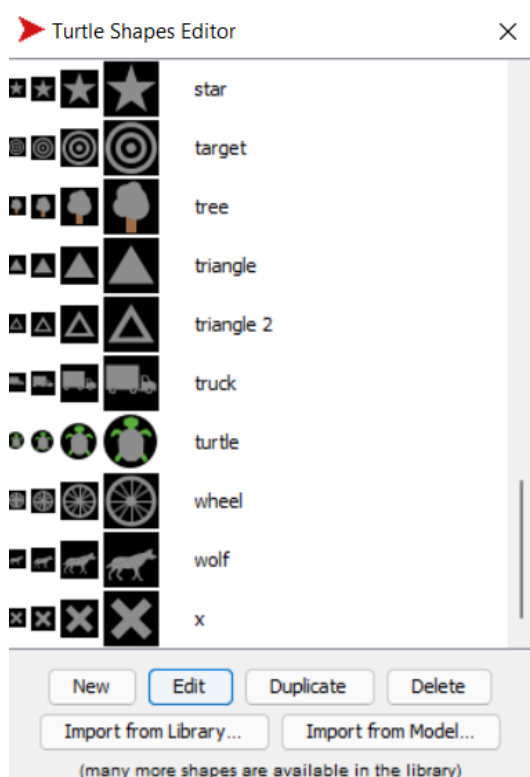 Turtle Shapes Editor
star
target
tree
triangle
triangle 2
truck
turtle
wheel
wolf
x
New Edit Duplicate Delete
Import from Library... Import from Model...
(many more shapes are available in the library)